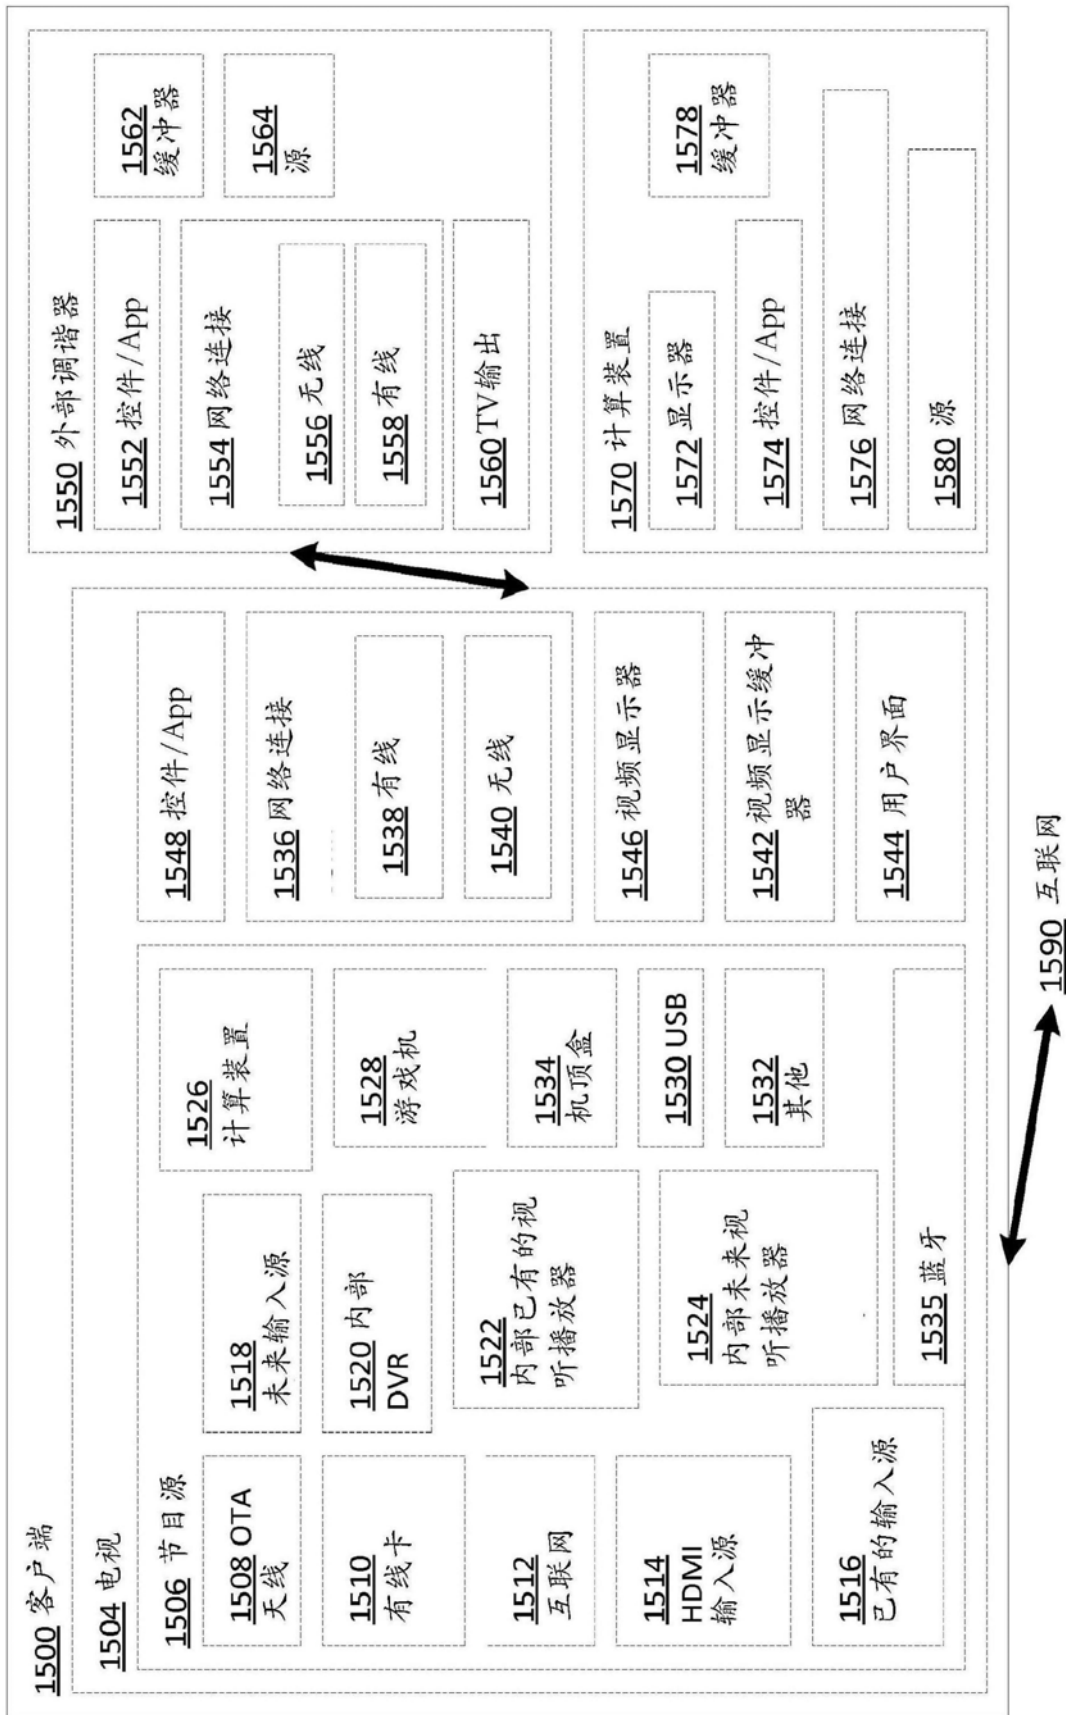 1500 客户端
1504 电视
1506 节目源
1508 OTA
天线
1510
有线卡
1512
互联网
1514
HDMI
输入源
1516
已有的输入源
1518
未来输入源
1520 内部
DVR
1522
内部已有的视
听播放器
1524
内部未来视
听播放器
1535 蓝牙
1526
计算装置
1528
游戏机
1534
机顶盒
1530 USB
1532
其他
1548 控件/App
1536 网络连接
1538 有线
1540 无线
1546 视频显示器
1542 视频显示缓冲
器
1544 用户界面
1550 外部调谐器
1552 控件/App
1554 网络连接
1556 无线
1558 有线
1560 TV输出
1562
缓冲器
1564
源
1570 计算装置
1572 显示器
1574 控件/App
1576 网络连接
1580 源
1578
缓冲器
1590 互联网